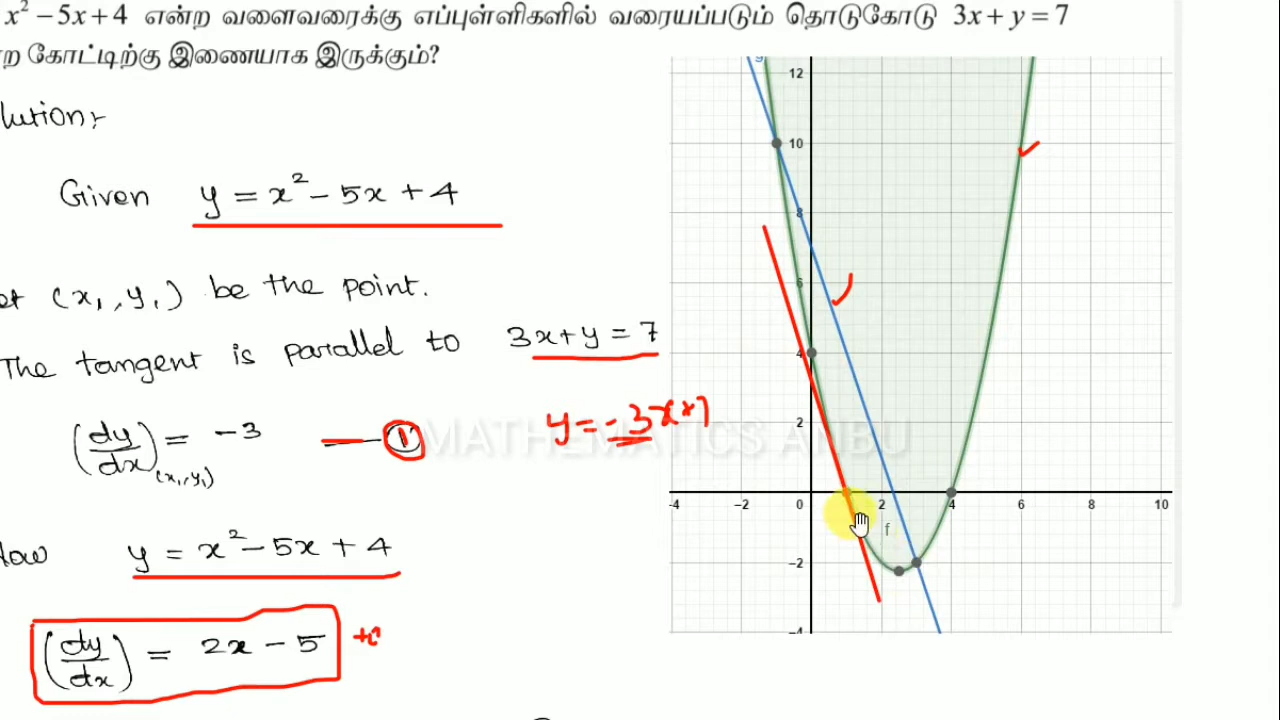 x² − 5x + 4 என்ற வளைவரைக்கு எப்புள்ளிகளில் வரையப்படும் தொடுகோடு 3x + y = 7
ற கோட்டிற்கு இணையாக இருக்கும்?
lution:-
Given y = x² − 5x + 4
et (x₁, y₁) be the point.
The tangent is parallel to 3x + y = 7
(dy/dx)(x₁, y₁) = −3 —— ①
y = −3x + 7
MATHEMATICS ANBU
Now y = x² − 5x + 4
(dy/dx) = 2x − 5
g
12
10
8
6
4
2
−4 −2 0 2 4 6 8 10
f
−2
−4